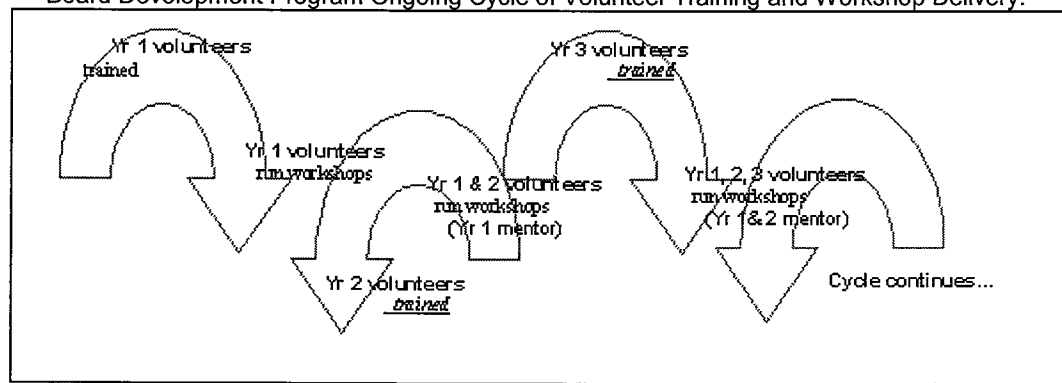 Board Development Program Ongoing Cycle of Volunteer Training and Workshop Delivery.
Yr 1 volunteers
trained
Yr 1 volunteers
run workshops
Yr 2 volunteers
trained
Yr 1 & 2 volunteers
run workshops
(Yr 1 mentor)
Yr 3 volunteers
trained
Yr 1, 2, 3 volunteers
run workshops
(Yr 1& 2 mentor)
Cycle continues...